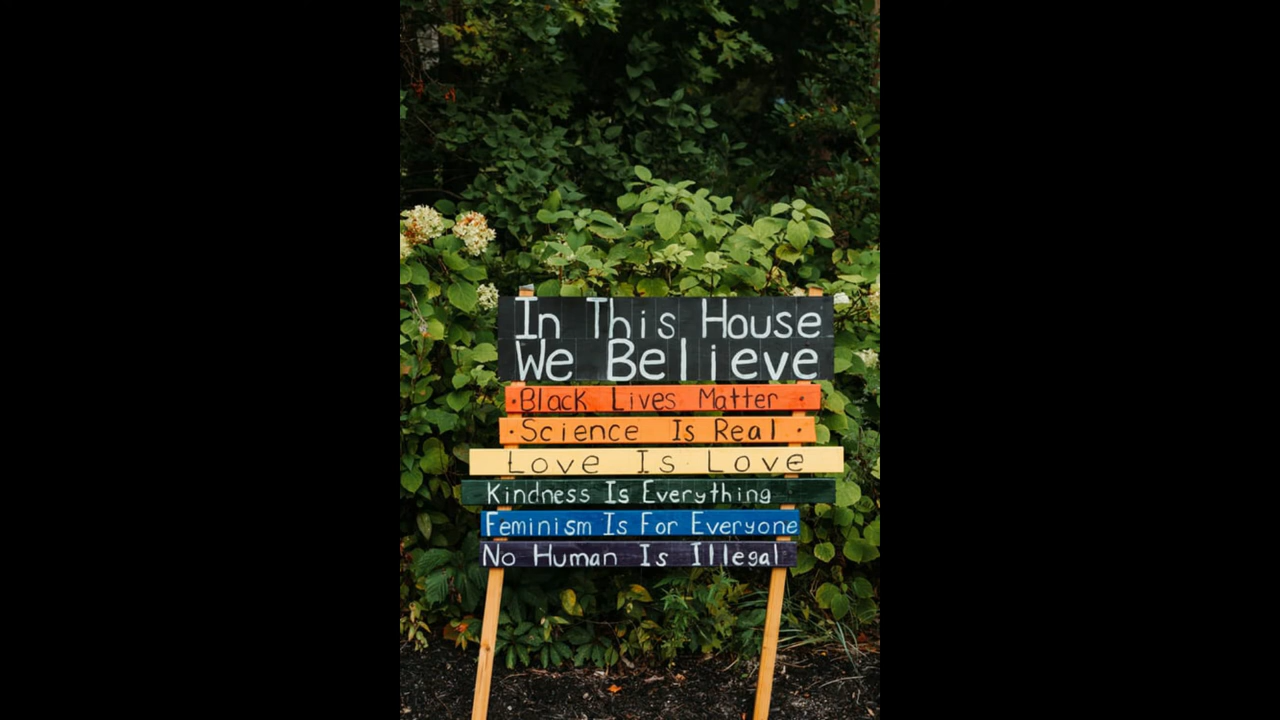 In This House
We Believe
Black Lives Matter
Science Is Real
Love Is Love
Kindness Is Everything
Feminism Is For Everyone
No Human Is Illegal